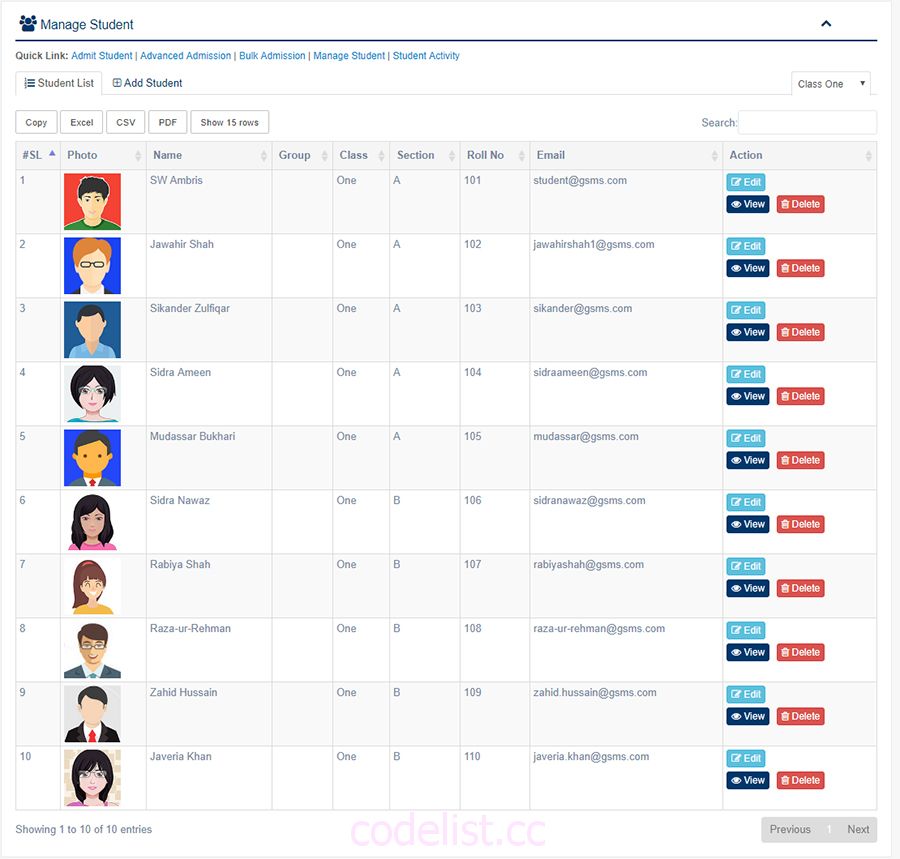 Manage Student
Quick Link: Admit Student | Advanced Admission | Bulk Admission | Manage Student | Student Activity
Student List Add Student Class One
Copy Excel CSV PDF Show 15 rows Search:
#SL Photo Name Group Class Section Roll No Email Action
1 SW Ambris One A 101 student@gsms.com Edit
View Delete
2 Jawahir Shah One A 102 jawahirshah1@gsms.com Edit
View Delete
3 Sikander Zulfiqar One A 103 sikander@gsms.com Edit
View Delete
4 Sidra Ameen One A 104 sidraameen@gsms.com Edit
View Delete
5 Mudassar Bukhari One A 105 mudassar@gsms.com Edit
View Delete
6 Sidra Nawaz One B 106 sidranawaz@gsms.com Edit
View Delete
7 Rabiya Shah One B 107 rabiyashah@gsms.com Edit
View Delete
8 Raza-ur-Rehman One B 108 raza-ur-rehman@gsms.com Edit
View Delete
9 Zahid Hussain One B 109 zahid.hussain@gsms.com Edit
View Delete
10 Javeria Khan One B 110 javeria.khan@gsms.com Edit
View Delete
Showing 1 to 10 of 10 entries Previous 1 Next
codelist.cc